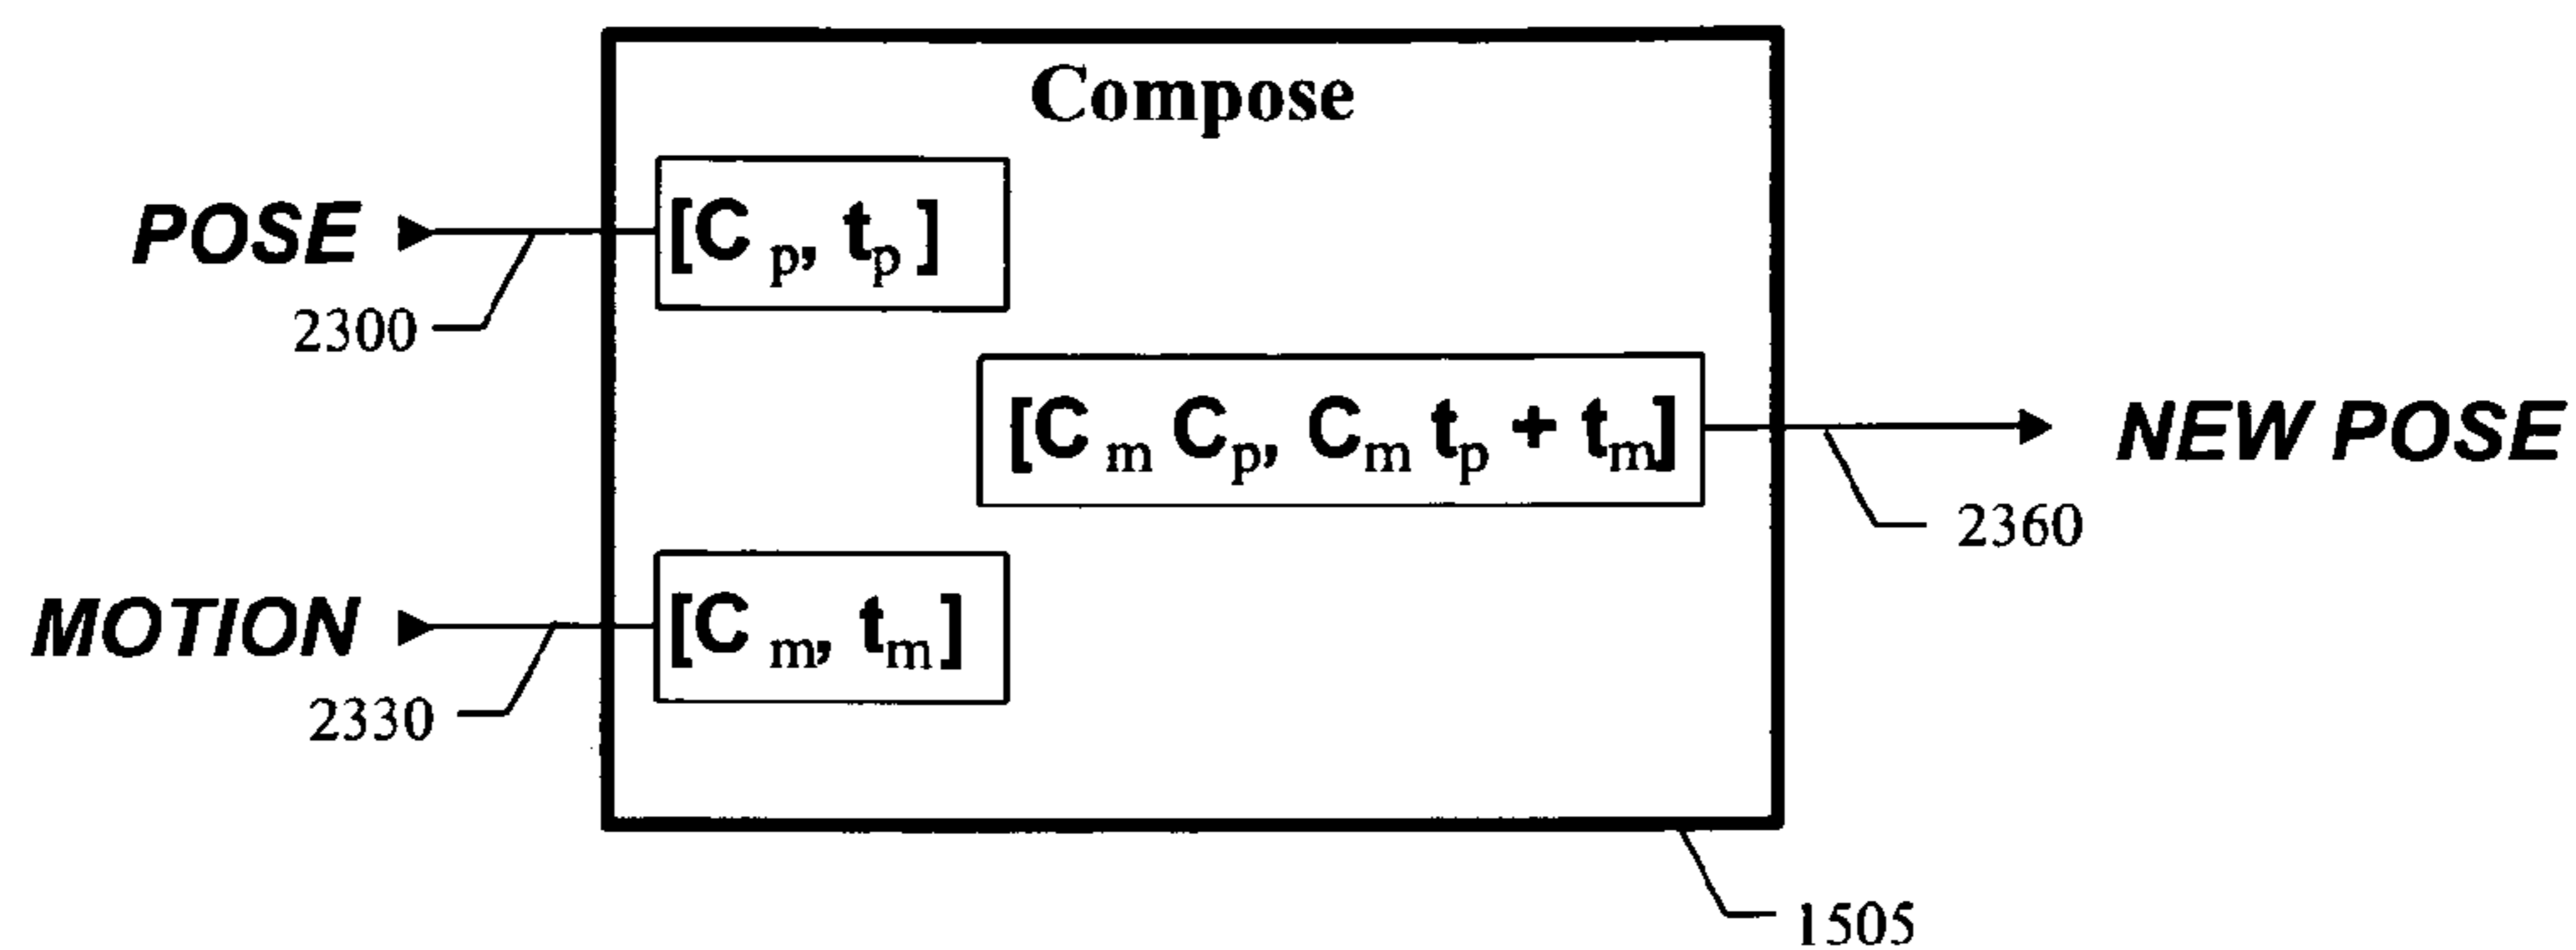 Compose
POSE
[C p, tp ]
2300
[C m Cp, Cm tp + tm]
NEW POSE
2360
MOTION
[C m, tm ]
2330
1505